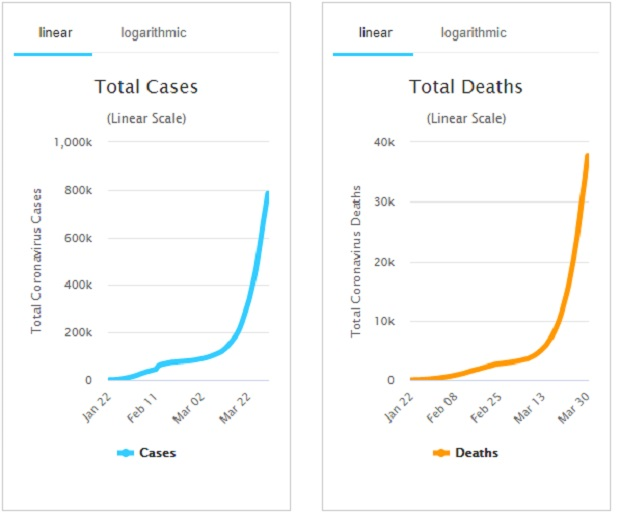 linear logarithmic
Total Cases
(Linear Scale)
1,000k
800k
600k
400k
200k
0
Total Coronavirus Cases
Jan 22
Feb 11
Mar 02
Mar 22
Cases
linear logarithmic
Total Deaths
(Linear Scale)
40k
30k
20k
10k
0
Total Coronavirus Deaths
Jan 22
Feb 08
Feb 25
Mar 13
Mar 30
Deaths